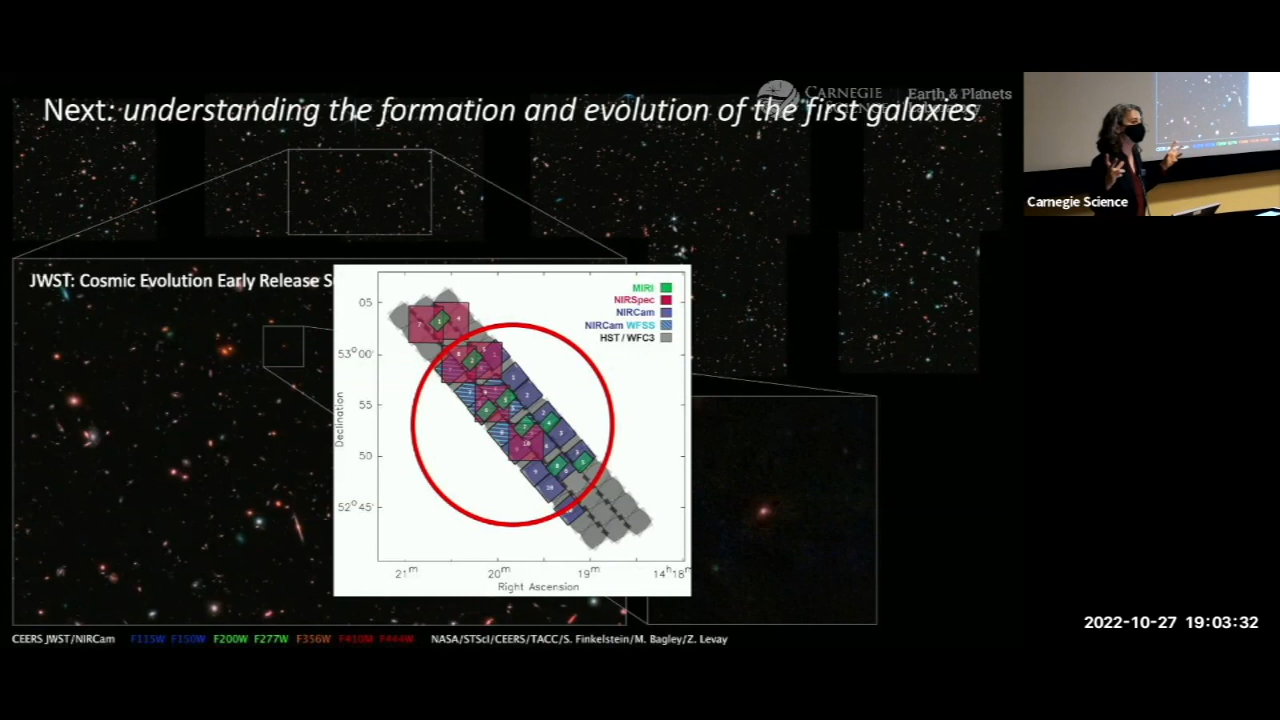 Next: understanding the formation and evolution of the first galaxies
CARNEGIE
SCIENCE
Earth & Planets
Carnegie Science
JWST: Cosmic Evolution Early Release S
MIRI
NIRSpec
NIRCam
NIRCam WFSS
HST / WFC3
05
53°00'
55
50
52°45'
Declination
21m
20m
19m
14h18m
Right Ascension
CEERS JWST/NIRCam F115W F150W F200W F277W F356W F410M F444W NASA/STScI/CEERS/TACC/S. Finkelstein/M. Bagley/Z. Levay
2022-10-27 19:03:32